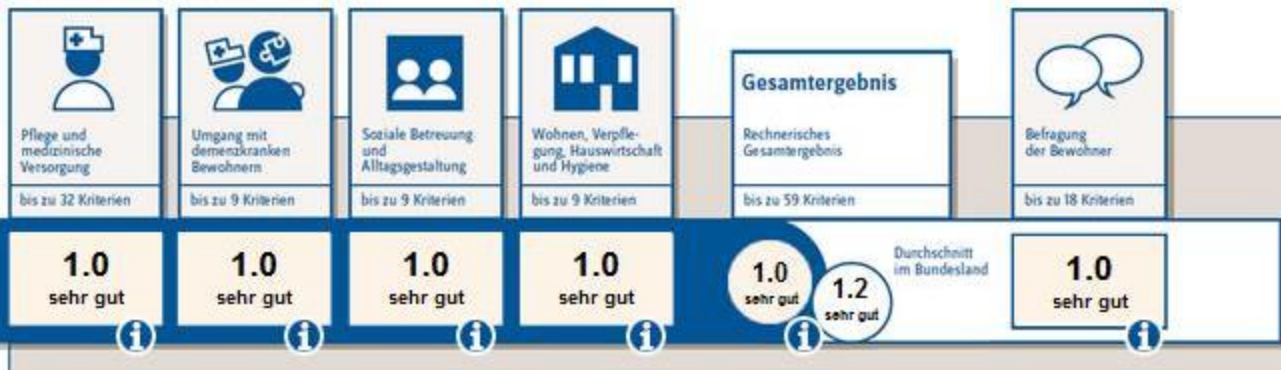 Pflege und
medizinische
Versorgung
bis zu 32 Kriterien
1.0
sehr gut
Umgang mit
demenzkranken
Bewohnern
bis zu 9 Kriterien
1.0
sehr gut
Soziale Betreuung
und
Alltagsgestaltung
bis zu 9 Kriterien
1.0
sehr gut
Wohnen, Verpfle-
gung, Hauswirtschaft
und Hygiene
bis zu 9 Kriterien
1.0
sehr gut
Gesamtergebnis
Rechnerisches
Gesamtergebnis
bis zu 59 Kriterien
1.0
sehr gut
1.2
sehr gut
Durchschnitt
im Bundesland
Befragung
der Bewohner
bis zu 18 Kriterien
1.0
sehr gut